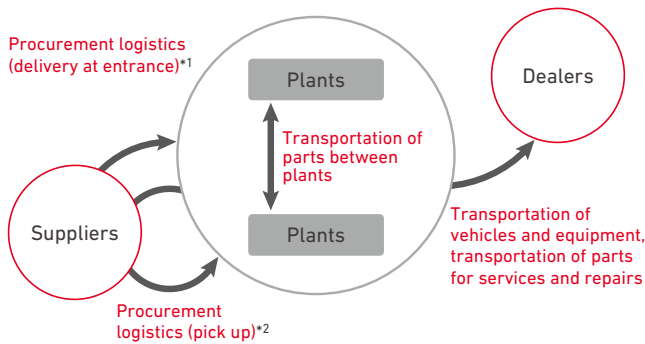 Procurement logistics
(delivery at entrance)*1
Plants
Dealers
Transportation of
parts between
plants
Suppliers
Plants
Transportation of
vehicles and equipment,
transportation of parts
for services and repairs
Procurement
logistics (pick up)*2